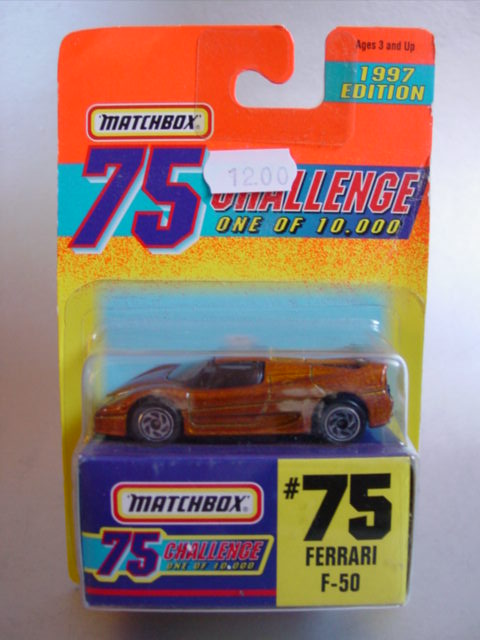 Ages 3 and Up
1997
EDITION
MATCHBOX®
75
12.00
CHALLENGE
ONE OF 10.000
MATCHBOX®
75 CHALLENGE
ONE OF 10.000
#75
FERRARI
F-50